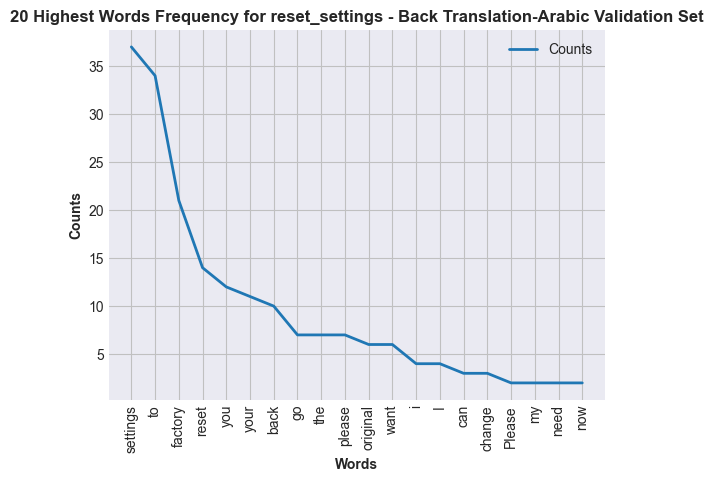 20 Highest Words Frequency for reset_settings - Back Translation-Arabic Validation Set
Counts
Counts
35
30
25
20
15
10
5
settings
to
factory
reset
you
your
back
go
the
please
original
want
i
I
can
change
Please
my
need
now
Words